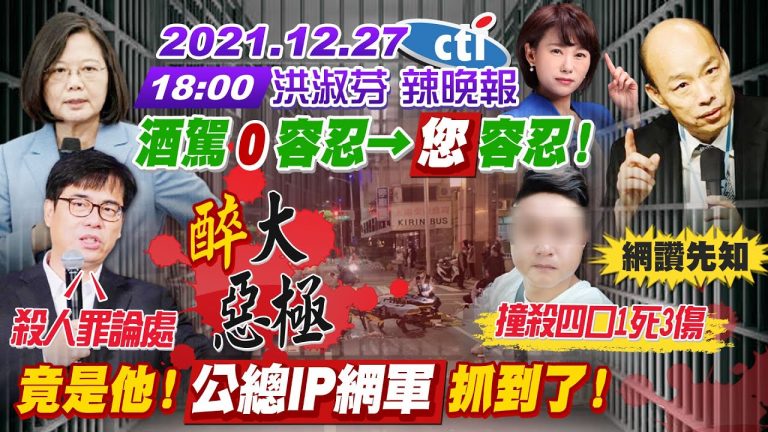 2021.12.27
cti
18:00 洪淑芬 辣晚報
酒駕0容忍→您容忍!
KIRIN BUS
醉大惡極
網讚先知
殺人罪論處
撞殺四口1死3傷
竟是他!公總IP網軍 抓到了!